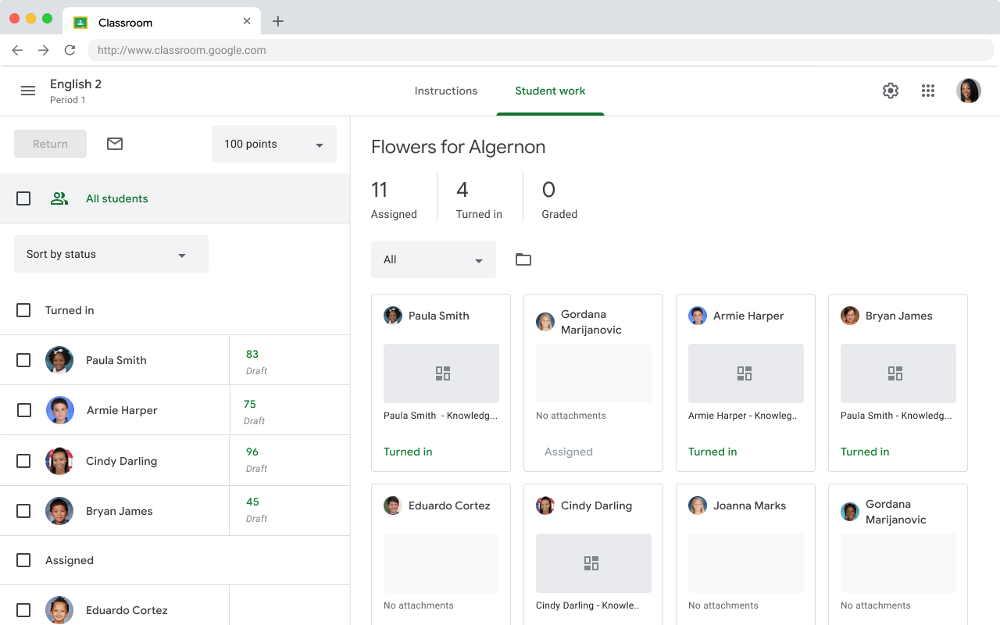 Classroom
http://www.classroom.google.com
English 2
Period 1
Instructions
Student work
Return
100 points
All students
Sort by status
Turned in
Paula Smith
83
Draft
Armie Harper
75
Draft
Cindy Darling
96
Draft
Bryan James
45
Draft
Assigned
Eduardo Cortez
Flowers for Algernon
11
4
0
Assigned
Turned in
Graded
All
Paula Smith
Paula Smith  - Knowledg...
Turned in
Gordana
Marijanovic
No attachments
Assigned
Armie Harper
Armie Harper - Knowleg..
Turned in
Bryan James
Paula Smith - Knowledg...
Turned in
Eduardo Cortez
No attachments
Cindy Darling
Cindy Darling - Knowle..
Joanna Marks
No attachments
Gordana
Marijanovic
No attachments